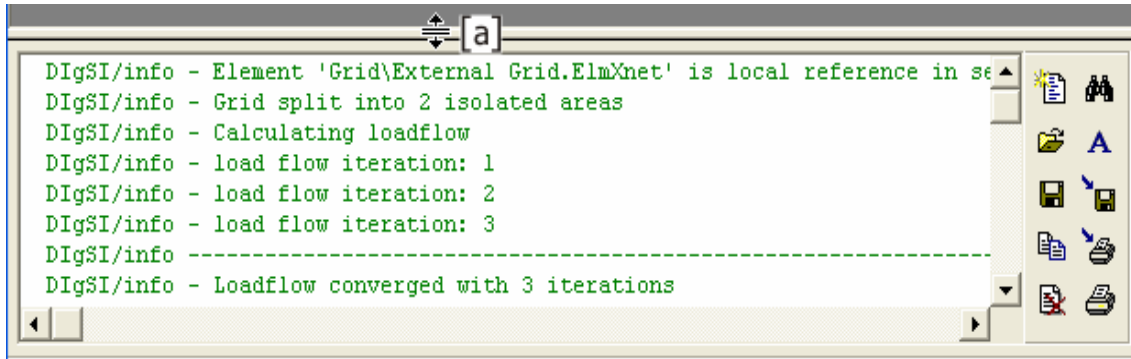 [a]
DIgSI/info - Element 'Grid\External Grid.ElmXnet' is local reference in se
DIgSI/info - Grid split into 2 isolated areas
DIgSI/info - Calculating loadflow
DIgSI/info - load flow iteration: 1
DIgSI/info - load flow iteration: 2
DIgSI/info - load flow iteration: 3
DIgSI/info ---------------------------------------------------------------
DIgSI/info - Loadflow converged with 3 iterations
A